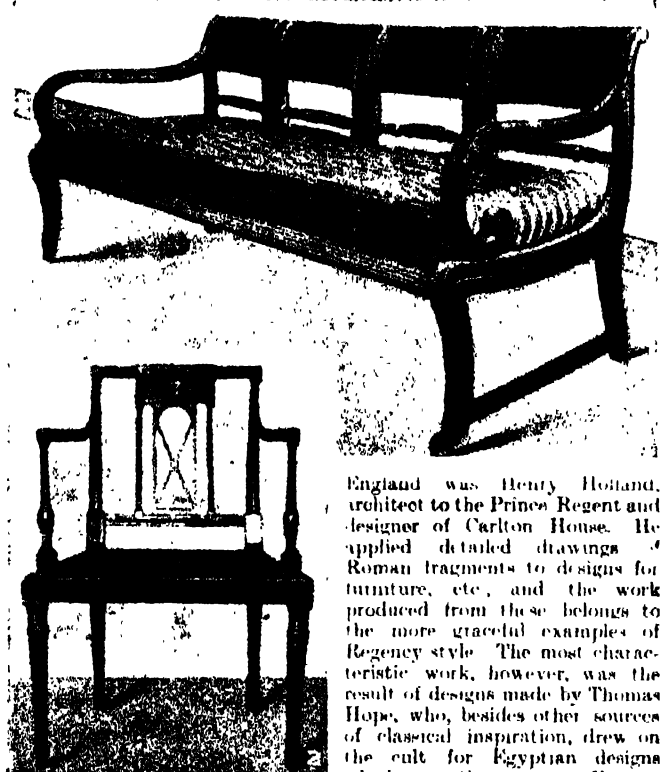 England was Henry Holland,
architect to the Prince Regent and
designer of Carlton House. He
applied detailed drawings of
Roman fragments to designs for
furniture, etc, and the work
produced from these belongs to
the more graceful examples of
Regency style The most charac-
teristic work, however, was the
result of designs made by Thomas
Hope, who, besides other sources
of classical inspiration, drew on
the cult for Egyptian designs
2